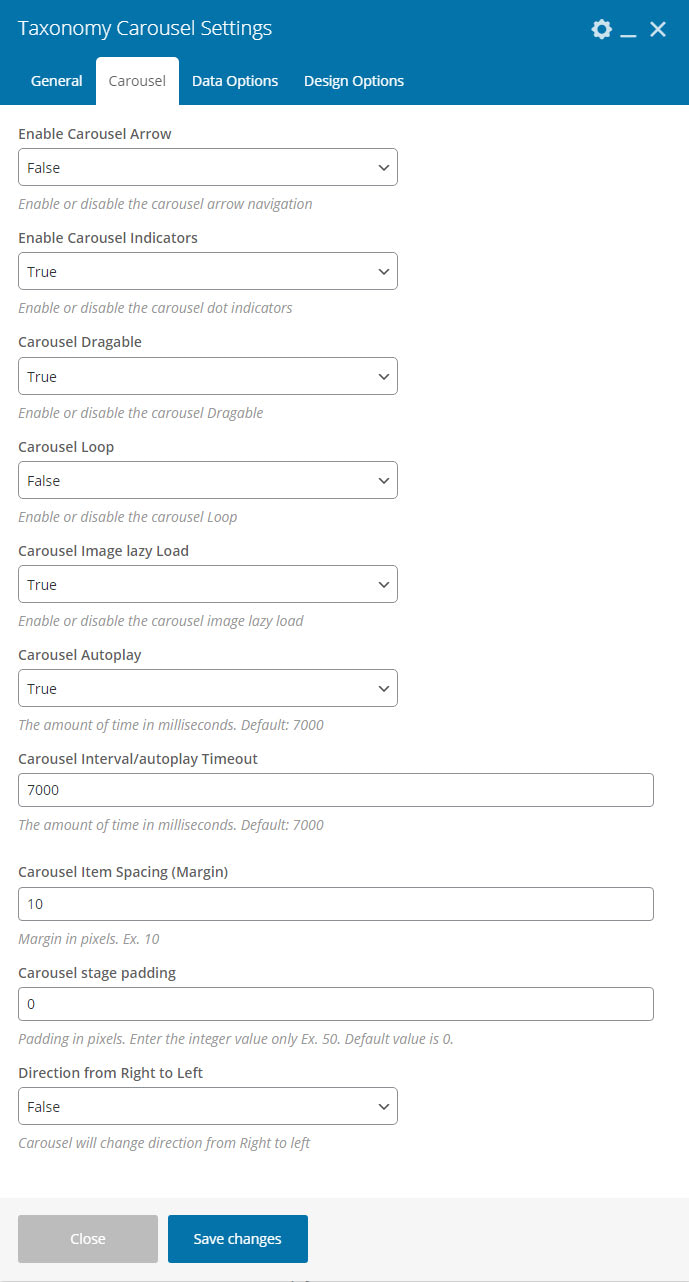 Taxonomy Carousel Settings
General Carousel Data Options Design Options
Enable Carousel Arrow
False
Enable or disable the carousel arrow navigation
Enable Carousel Indicators
True
Enable or disable the carousel dot indicators
Carousel Dragable
True
Enable or disable the carousel Dragable
Carousel Loop
False
Enable or disable the carousel Loop
Carousel Image lazy Load
True
Enable or disable the carousel image lazy load
Carousel Autoplay
True
The amount of time in milliseconds. Default: 7000
Carousel Interval/autoplay Timeout
7000
The amount of time in milliseconds. Default: 7000
Carousel Item Spacing (Margin)
10
Margin in pixels. Ex. 10
Carousel stage padding
0
Padding in pixels. Enter the integer value only Ex. 50. Default value is 0.
Direction from Right to Left
False
Carousel will change direction from Right to left
Close Save changes